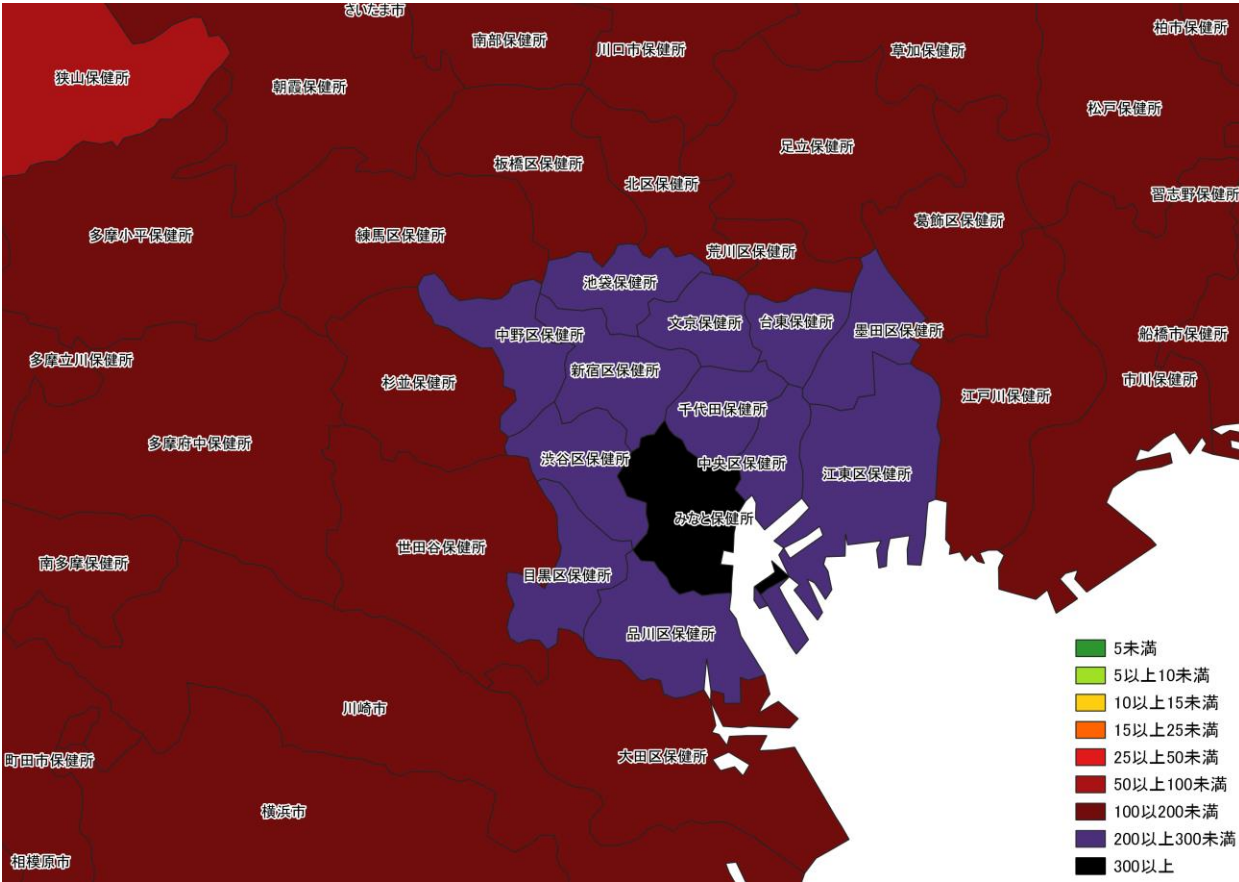 さいたま市
南部保健所
川口市保健所
草加保健所
柏市保健所
狭山保健所
朝霞保健所
松戸保健所
足立保健所
板橋区保健所
北区保健所
習志野保健所
葛飾区保健所
多摩小平保健所
練馬区保健所
荒川区保健所
池袋保健所
文京保健所
台東保健所
墨田区保健所
中野区保健所
船橋市保健所
多摩立川保健所
新宿区保健所
杉並保健所
市川保健所
江戸川保健所
千代田保健所
多摩府中保健所
渋谷区保健所
中央区保健所
江東区保健所
みなと保健所
世田谷保健所
南多摩保健所
目黒区保健所
品川区保健所
川崎市
町田市保健所
大田区保健所
横浜市
相模原市
5未満
5以上10未満
10以上15未満
15以上25未満
25以上50未満
50以上100未満
100以200未満
200以上300未満
300以上